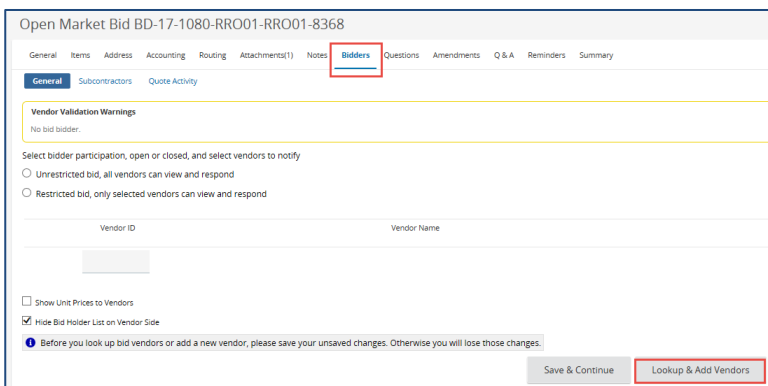 Open Market Bid BD-17-1080-RRO01-RRO01-8368
General Items Address Accounting Routing Attachments(1) Notes Bidders Questions Amendments Q & A Reminders Summary
General Subcontractors Quote Activity
Vendor Validation Warnings
No bid bidder.
Select bidder participation, open or closed, and select vendors to notify
Unrestricted bid, all vendors can view and respond
Restricted bid, only selected vendors can view and respond
Vendor ID Vendor Name
Show Unit Prices to Vendors
Hide Bid Holder List on Vendor Side
Before you look up bid vendors or add a new vendor, please save your unsaved changes. Otherwise you will lose those changes.
Save & Continue Lookup & Add Vendors